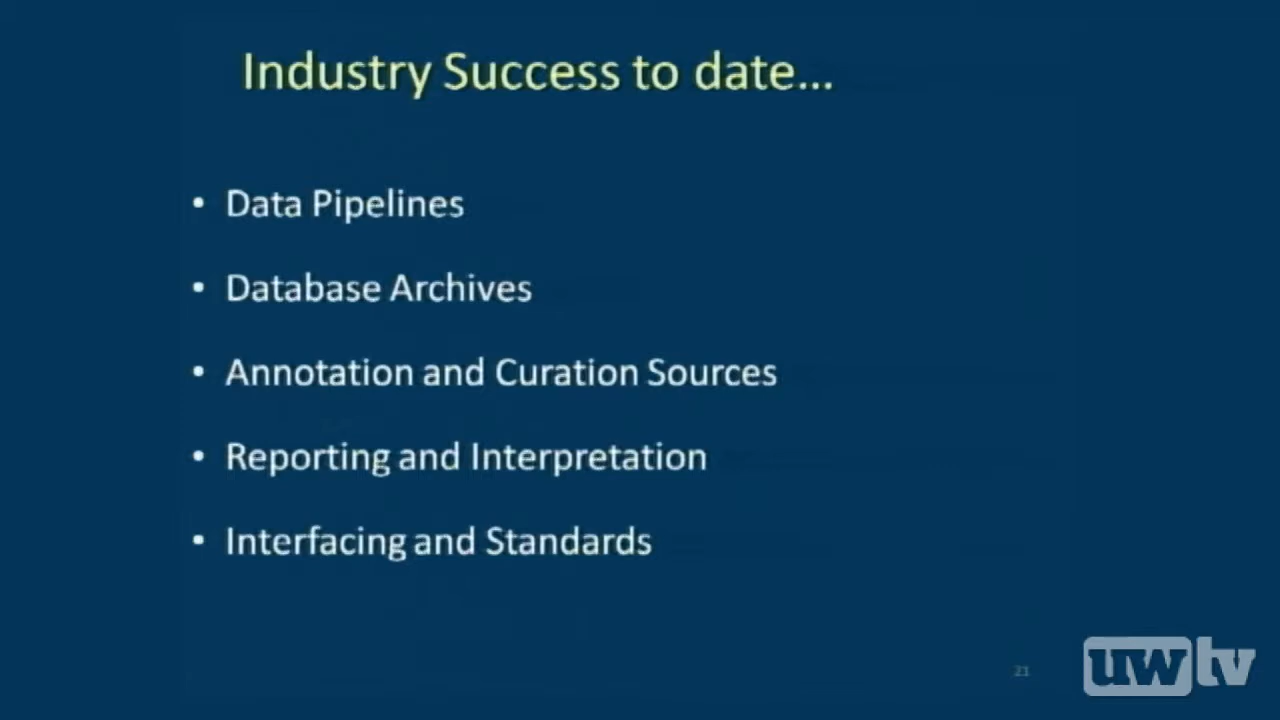 Industry Success to date...
• Data Pipelines
• Database Archives
• Annotation and Curation Sources
• Reporting and Interpretation
• Interfacing and Standards
21
uwtv